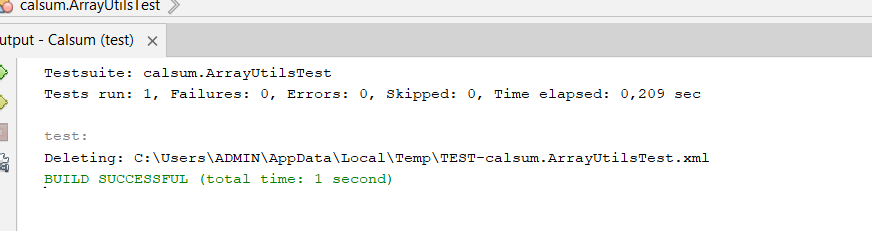 calsum.ArrayUtilsTest
utput - Calsum (test)
Testsuite: calsum.ArrayUtilsTest
Tests run: 1, Failures: 0, Errors: 0, Skipped: 0, Time elapsed: 0,209 sec
test:
Deleting: C:\Users\ADMIN\AppData\Local\Temp\TEST-calsum.ArrayUtilsTest.xml
BUILD SUCCESSFUL (total time: 1 second)